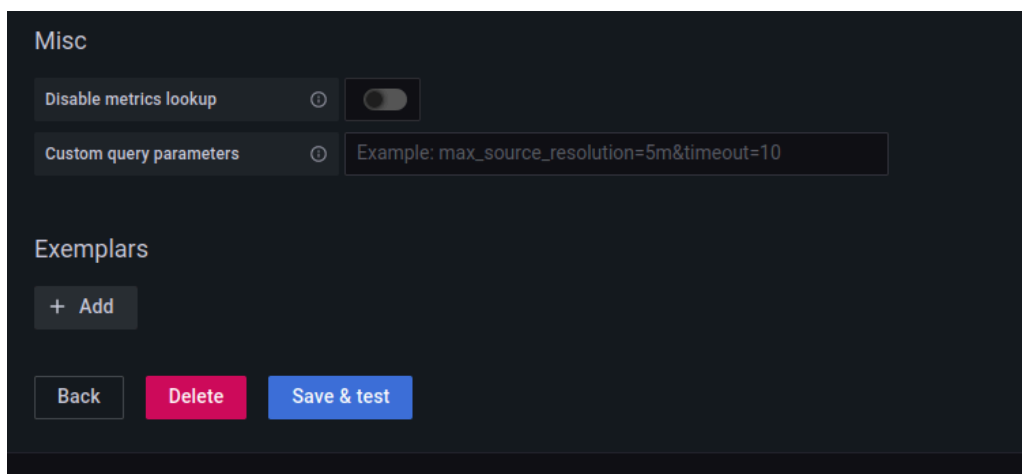 Misc
Disable metrics lookup
Custom query parameters Example: max_source_resolution=5m&timeout=10
Exemplars
+ Add
Back Delete Save & test